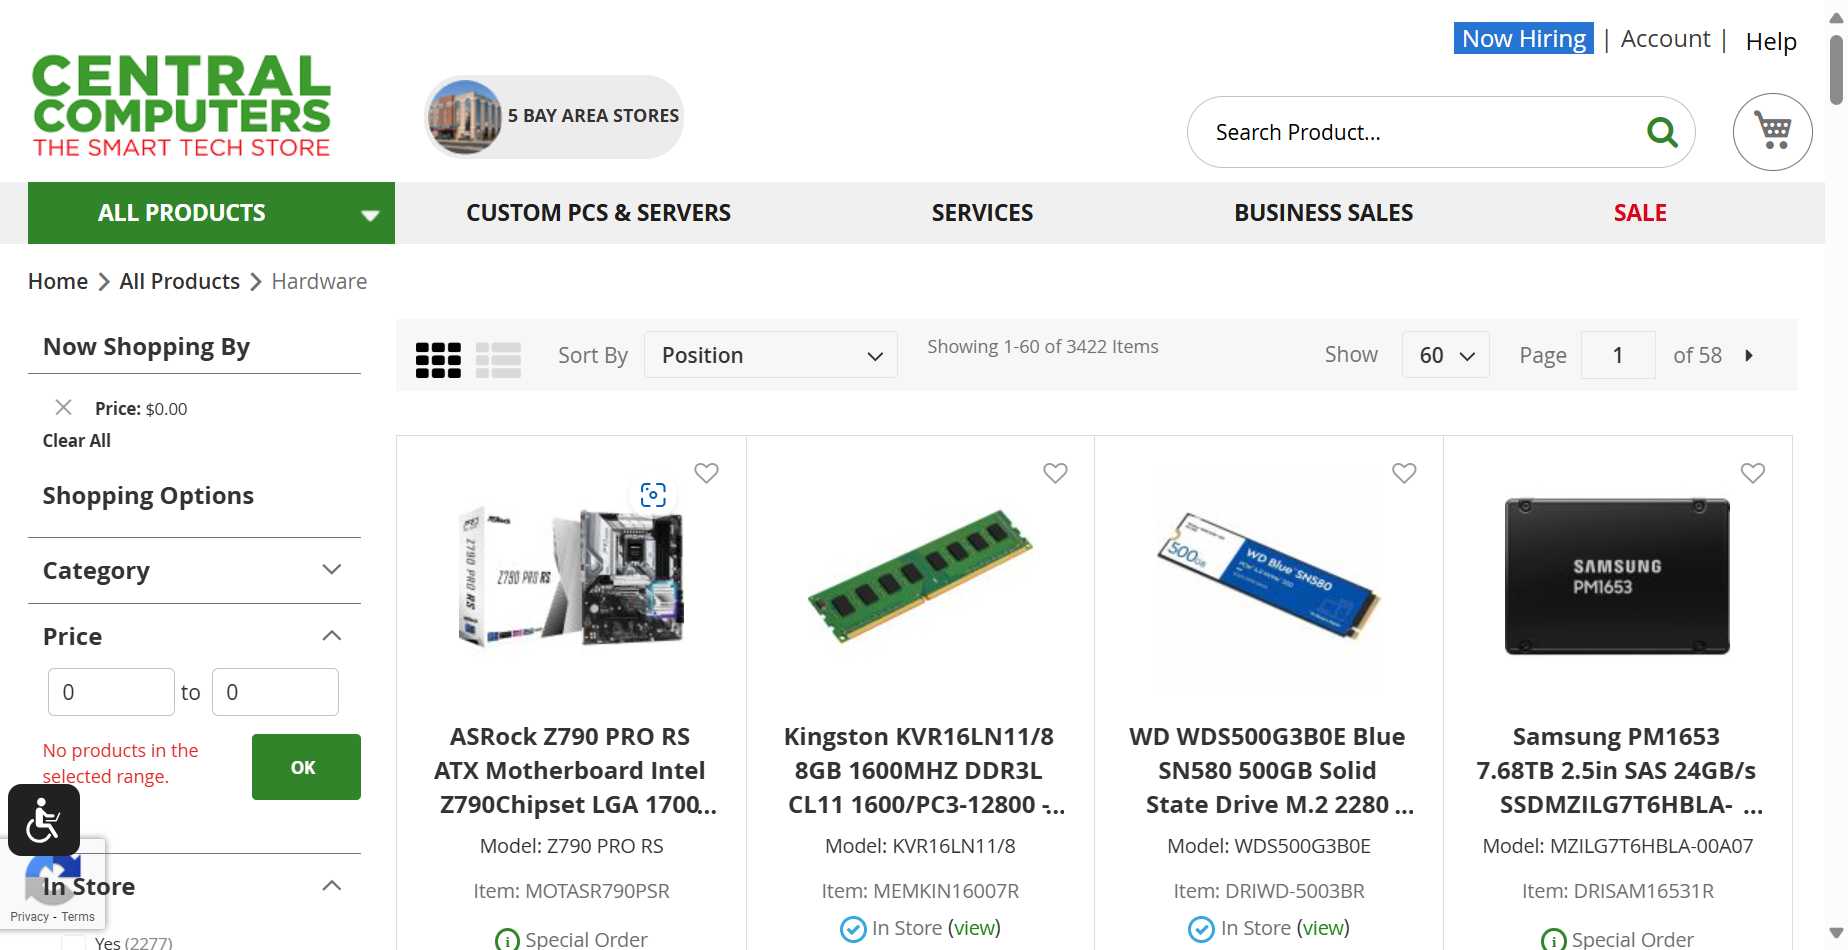 Now Hiring | Account | Help
CENTRAL
COMPUTERS
THE SMART TECH STORE
5 BAY AREA STORES
Search Product...
ALL PRODUCTS
CUSTOM PCS & SERVERS
SERVICES
BUSINESS SALES
SALE
Home
All Products
Hardware
Now Shopping By
Price: $0.00
Clear All
Shopping Options
Category
Price
0 to 0
No products in the
selected range.
OK
In Store
Yes (2277)
Privacy - Terms
Sort By Position
Showing 1-60 of 3422 Items
Show 60
Page 1 of 58
ASRock
Z790 PRO RS
Z790 PRO RS
ASRock Z790 PRO RS
ATX Motherboard Intel
Z790Chipset LGA 1700...
Model: Z790 PRO RS
Item: MOTASR790PSR
Special Order
Kingston KVR16LN11/8
8GB 1600MHZ DDR3L
CL11 1600/PC3-12800 -...
Model: KVR16LN11/8
Item: MEMKIN16007R
In Store (view)
500GB
WD Blue SN580
WD WDS500G3B0E Blue
SN580 500GB Solid
State Drive M.2 2280 ...
Model: WDS500G3B0E
Item: DRIWD-5003BR
In Store (view)
SAMSUNG
PM1653
Samsung PM1653
7.68TB 2.5in SAS 24GB/s
SSDMZILG7T6HBLA- ...
Model: MZILG7T6HBLA-00A07
Item: DRISAM16531R
Special Order